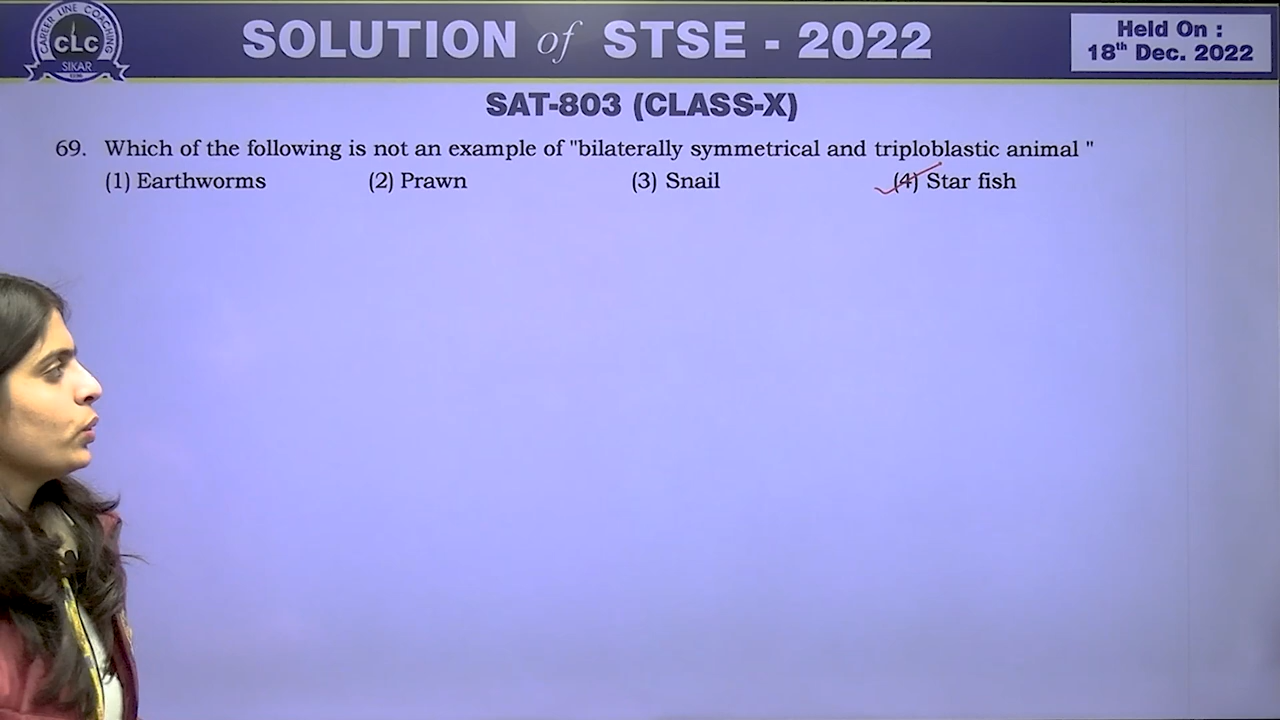 CAREER LINE COACHING
CLC
SIKAR
SOLUTION of STSE - 2022
Held On :
18th Dec. 2022
SAT-803 (CLASS-X)
69. Which of the following is not an example of "bilaterally symmetrical and triploblastic animal "
(1) Earthworms (2) Prawn (3) Snail (4) Star fish